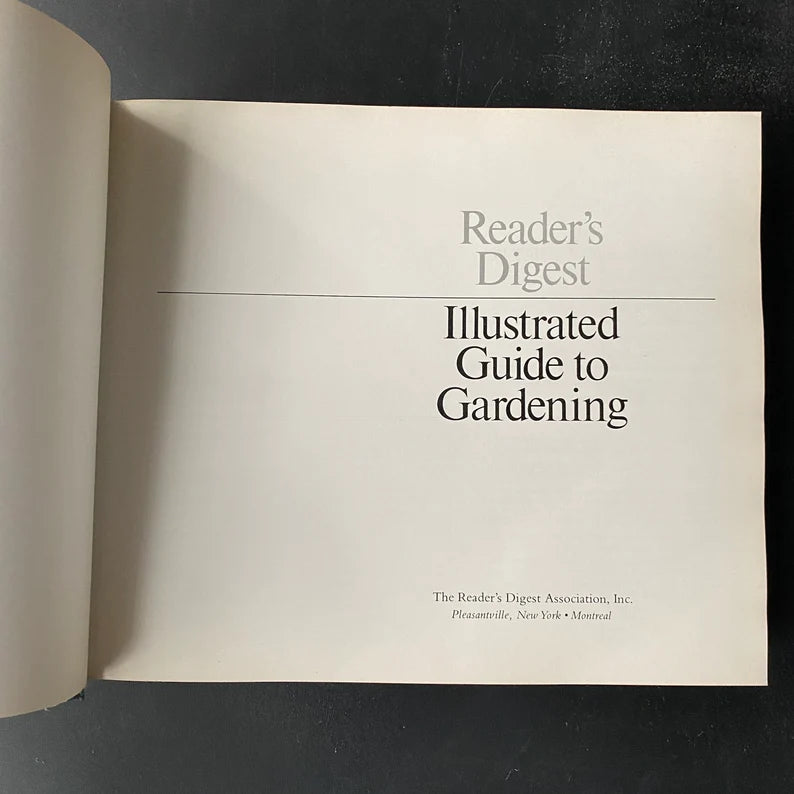 Reader's
Digest
Illustrated
Guide to
Gardening
The Reader's Digest Association, Inc.
Pleasantville, New York • Montreal